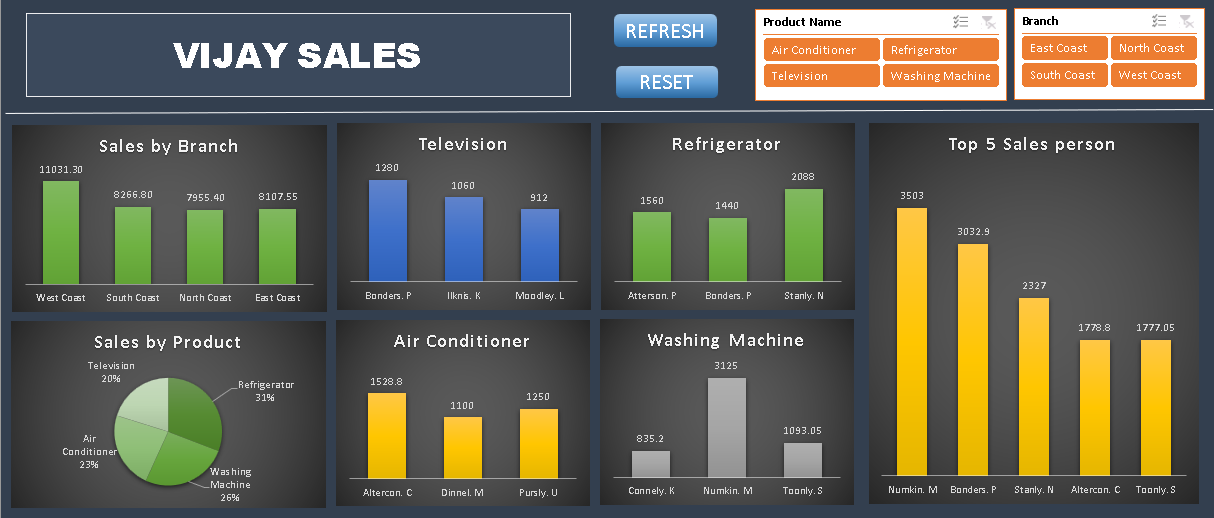 VIJAY SALES
REFRESH
RESET
Product Name
Air Conditioner
Refrigerator
Television
Washing Machine
Branch
East Coast
North Coast
South Coast
West Coast
Sales by Branch
11031.30
8266.80
7955.40
8107.55
West Coast
South Coast
North Coast
East Coast
Television
1280
1060
912
Bonders. P
Ilknis. K
Moodley. L
Refrigerator
1560
1440
2088
Atterson. P
Bonders. P
Stanly. N
Top 5 Sales person
3503
3032.9
2327
1778.8
1777.05
Numkin. M
Bonders. P
Stanly. N
Altercon. C
Toonly. S
Sales by Product
Television
20%
Refrigerator
31%
Air
Conditioner
23%
Washing
Machine
26%
Air Conditioner
1528.8
1100
1250
Altercon. C
Dinnel. M
Pursly. U
Washing Machine
835.2
3125
1093.05
Connely. K
Numkin. M
Toonly. S